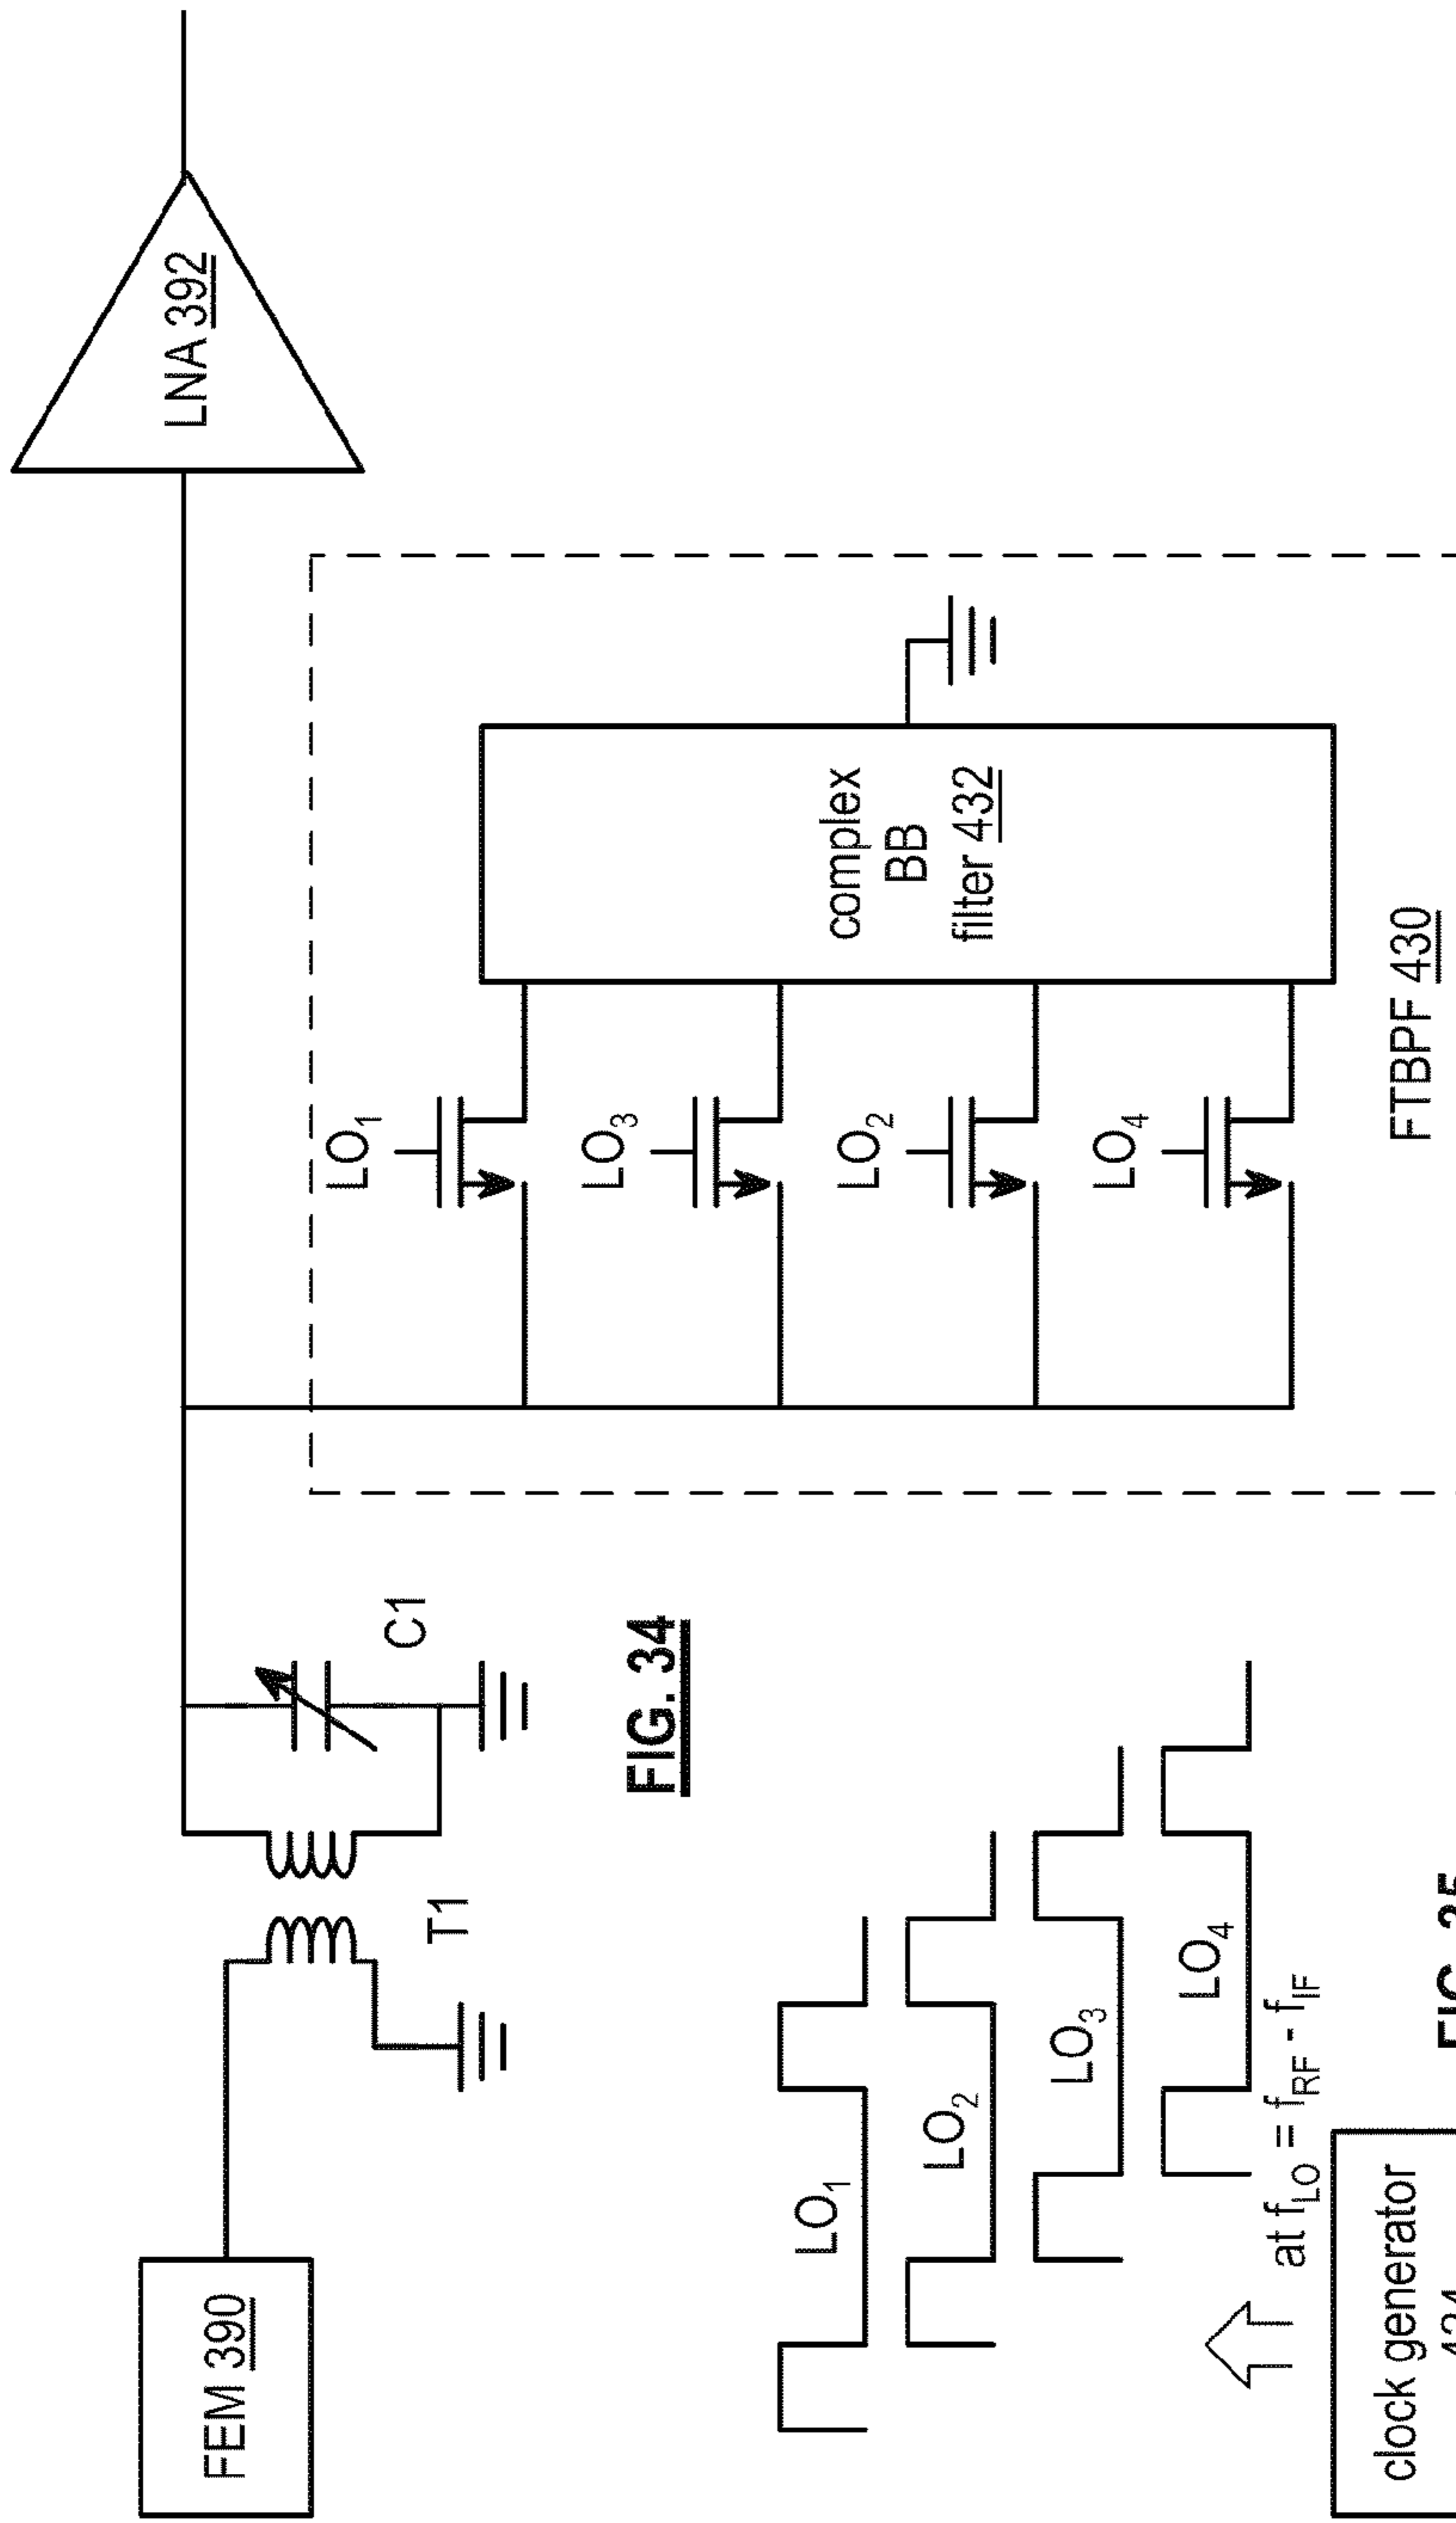 LNA 392
FEM 390
T1
C1
LO1
LO3
LO2
LO4
complex
BB
filter 432
FTBPF 430
FIG. 34
LO1
LO2
LO3
LO4
at fLO = fRF - fIF
clock generator